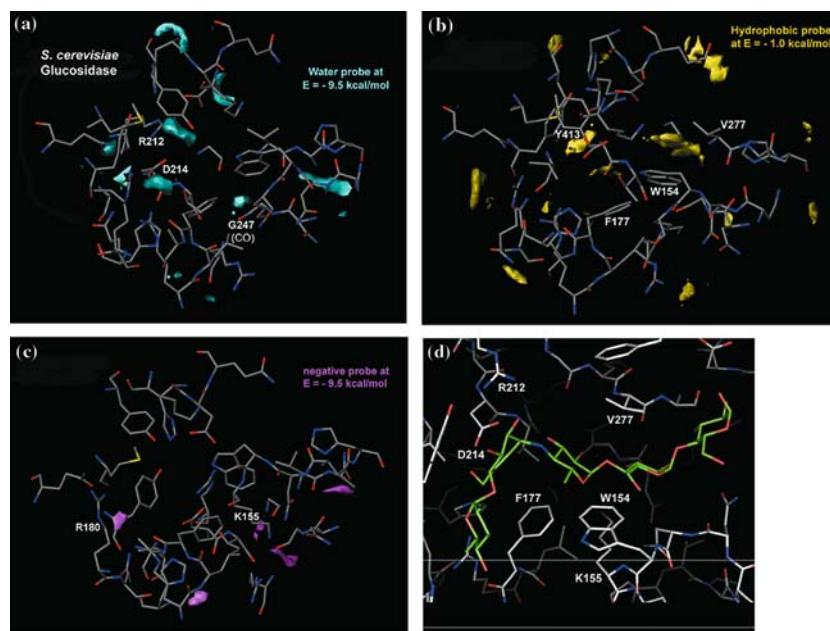 (a)
S. cerevisiae
Glucosidase
Water probe at
E = - 9.5 kcal/mol
R212
D214
G247
(CO)
(b)
Hydrophobic probe
at E = - 1.0 kcal/mol
Y413
V277
W154
F177
(c)
negative probe at
E = - 9.5 kcal/mol
R180
K155
(d)
R212
V277
D214
F177
W154
K155